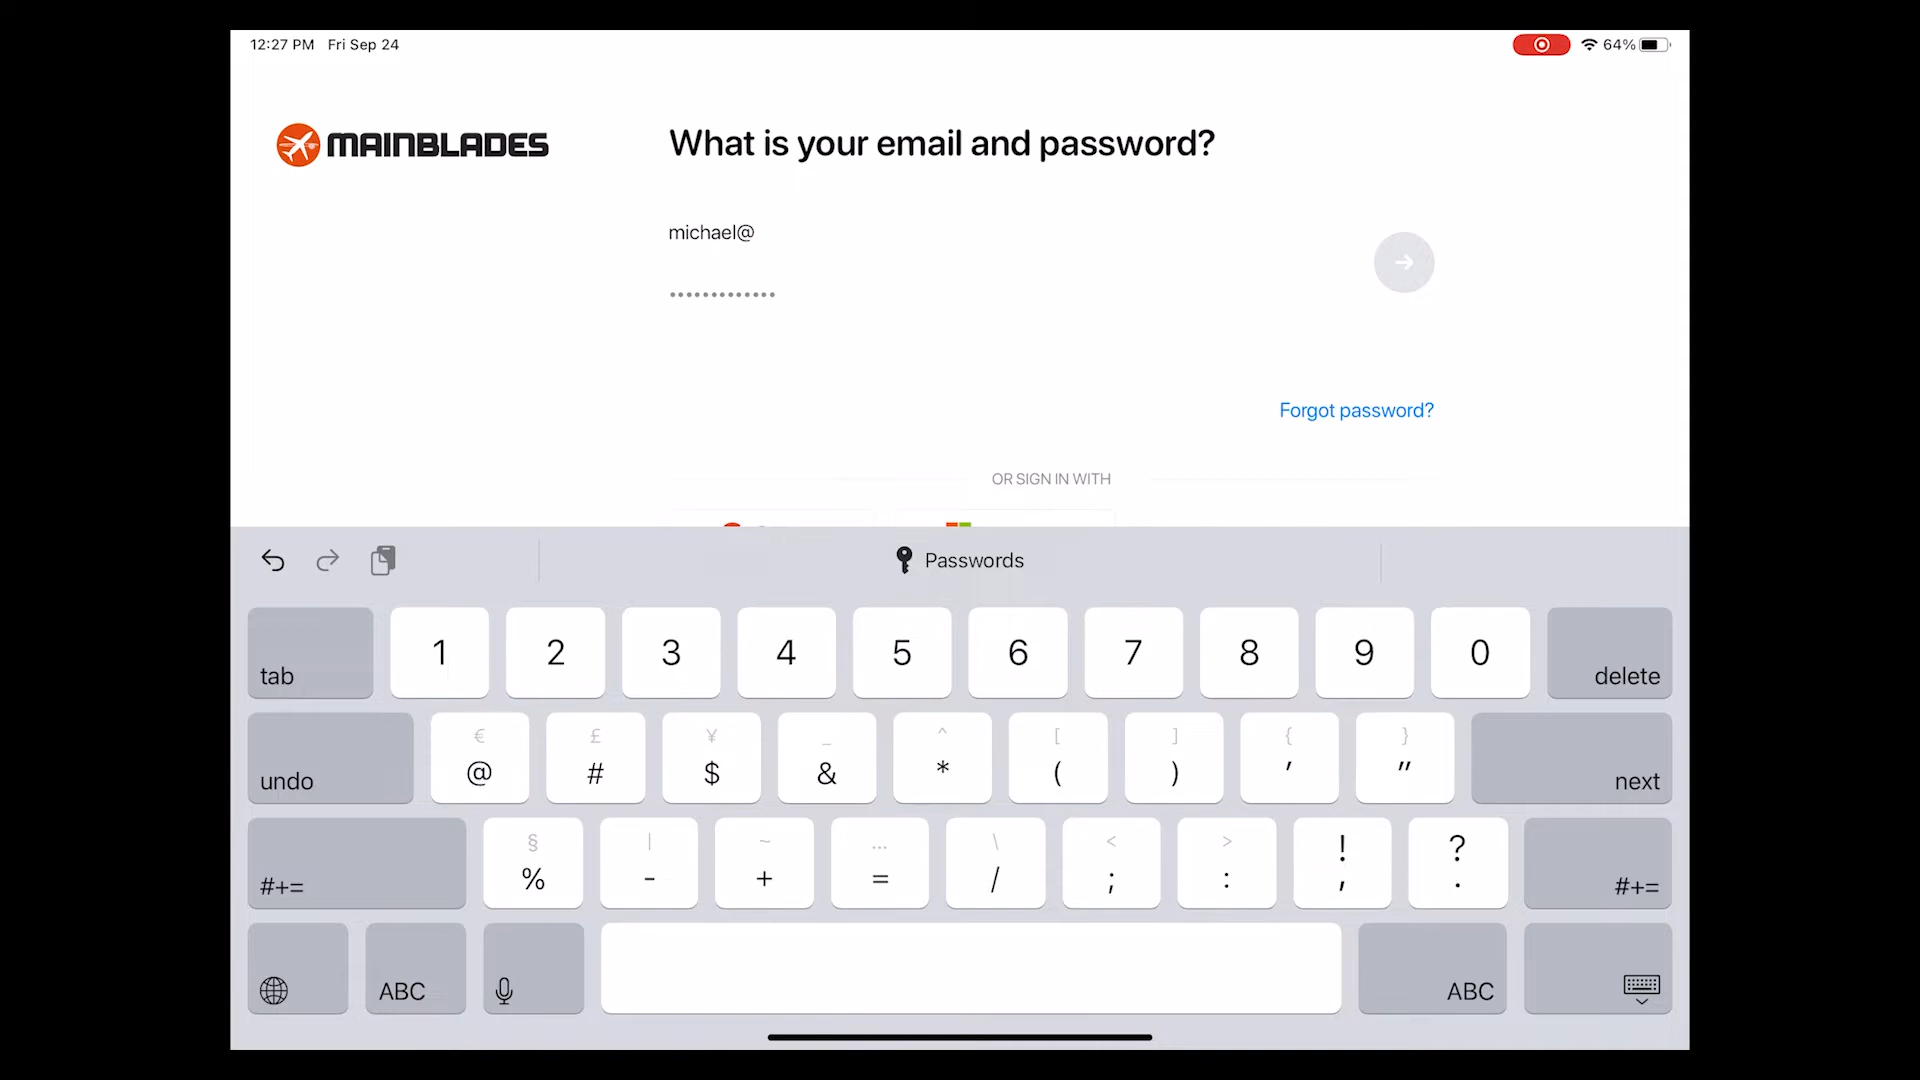 12:27 PM Fri Sep 24
64%
MAINBLADES
What is your email and password?
michael@
•••••••••••••
Forgot password?
OR SIGN IN WITH
Passwords
tab 1 2 3 4 5 6 7 8 9 0 delete
€ £ ¥ _ ^ [ ] { }
undo @ # $ & * ( ) ' " next
§ | ~ … \ < > ! ?
#+= % - + = / ; : , . #+=
ABC ABC